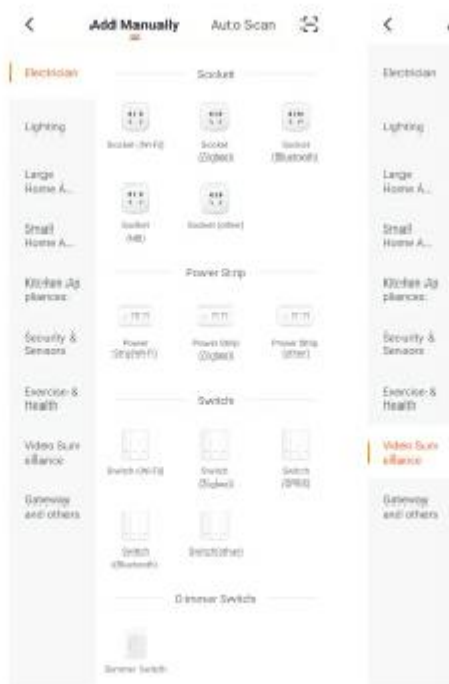 Add Manually Auto Scan
Electrician
Socket
Lighting
Socket (Wi-Fi)
Socket
(Zigbee)
Socket
(Bluetooth)
Large
Home A...
Small
Home A...
Socket
(NB)
Socket (other)
Power Strip
Kitchen Ap
pliances
Power
Strip(Wi-Fi)
Power Strip
(Zigbee)
Power Strip
(other)
Security &
Sensors
Exercise &
Health
Switch
Switch (Wi-Fi)
Switch
(Zigbee)
Switch
(GPRS)
Video Surv
eillance
Gateway
and others
Switch
(Bluetooth)
Switch(other)
Dimmer Switch
Dimmer Switch
Electrician
Lighting
Large
Home A...
Small
Home A...
Kitchen Ap
pliances
Security &
Sensors
Exercise &
Health
Video Surv
eillance
Gateway
and others